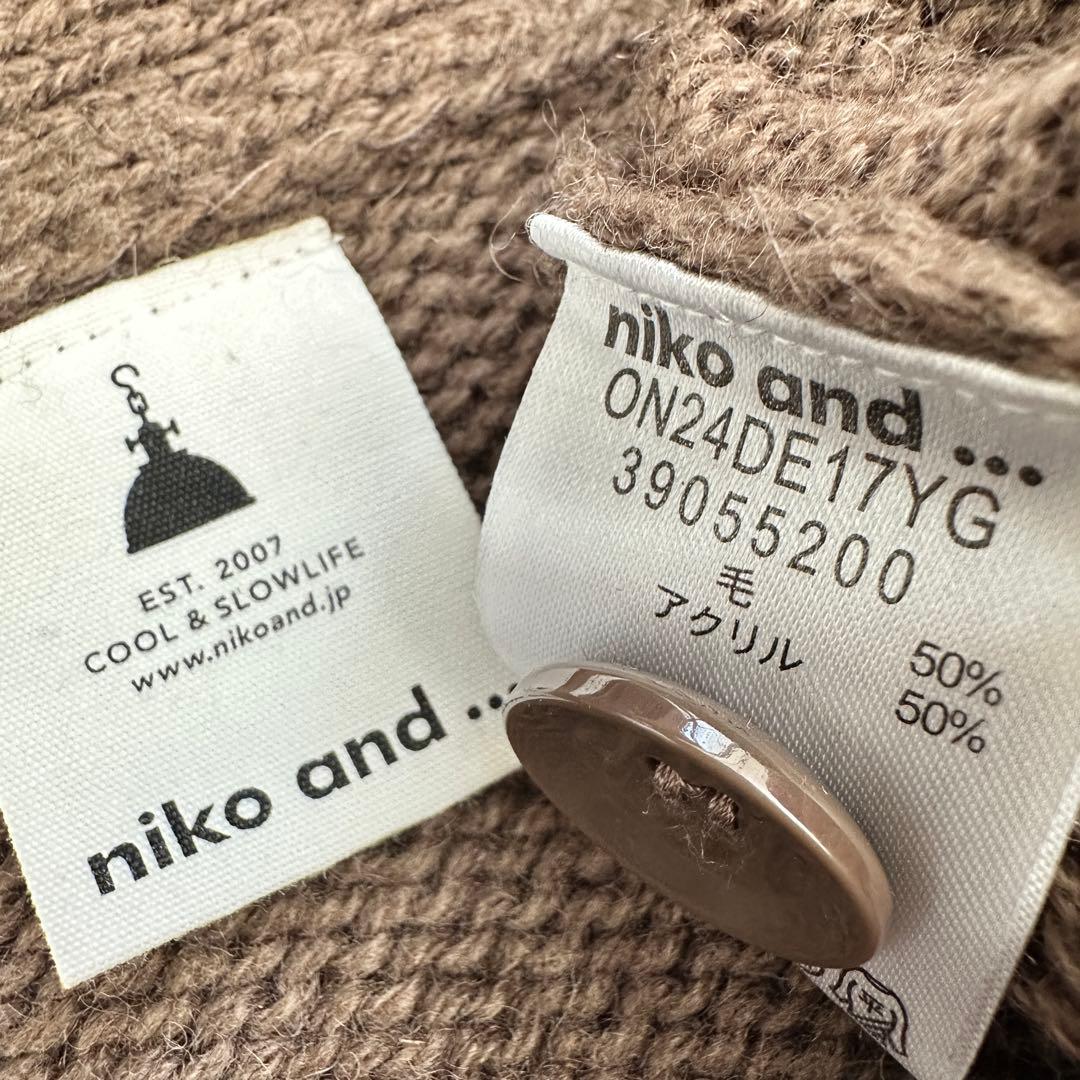 EST. 2007
COOL & SLOWLIFE
www.nikoand.jp
niko and ...
niko and ...
ON24DE17YG
39055200
毛 50%
アクリル 50%